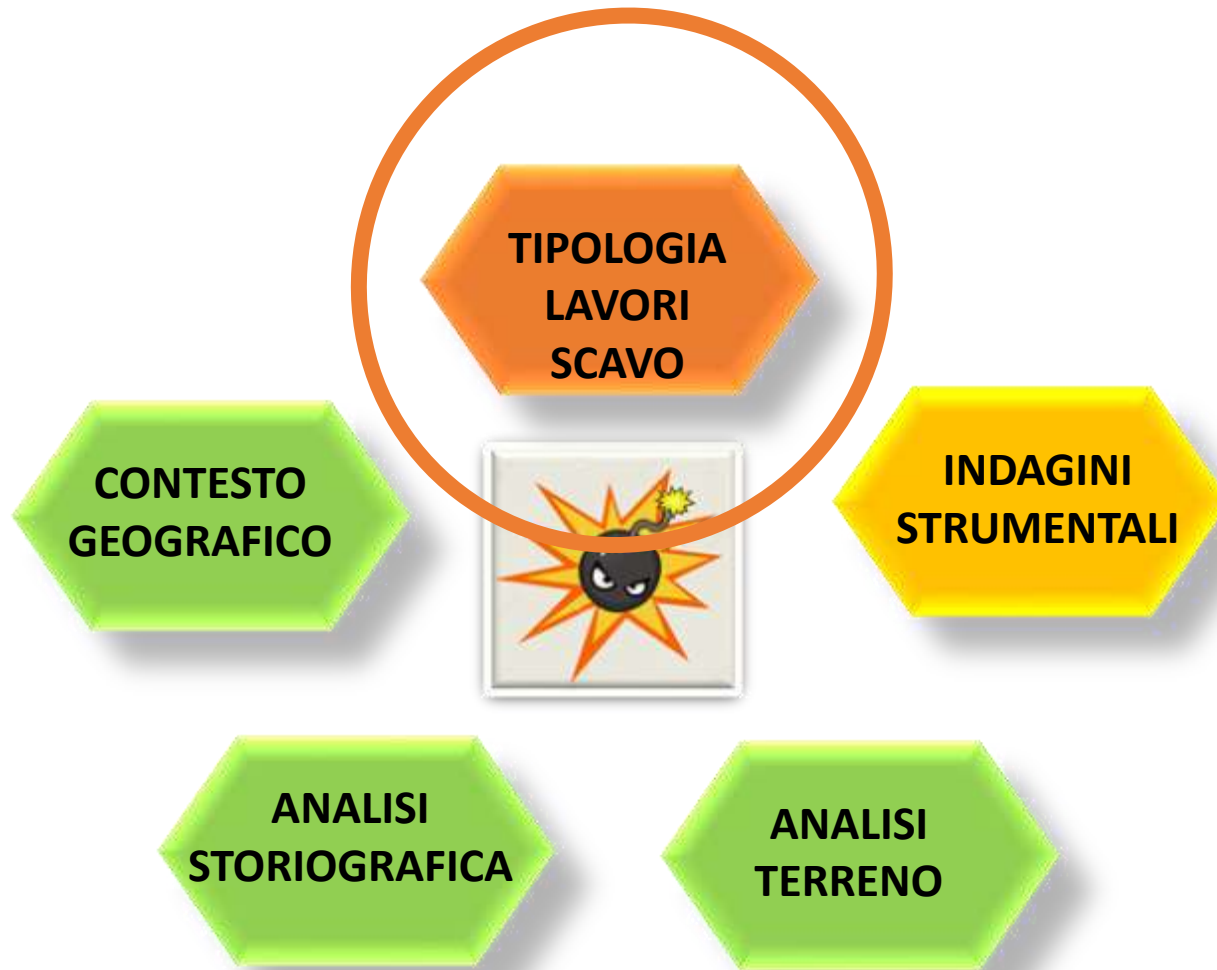 TIPOLOGIA
LAVORI
SCAVO
CONTESTO
GEOGRAFICO
INDAGINI
STRUMENTALI
ANALISI
STORIOGRAFICA
ANALISI
TERRENO